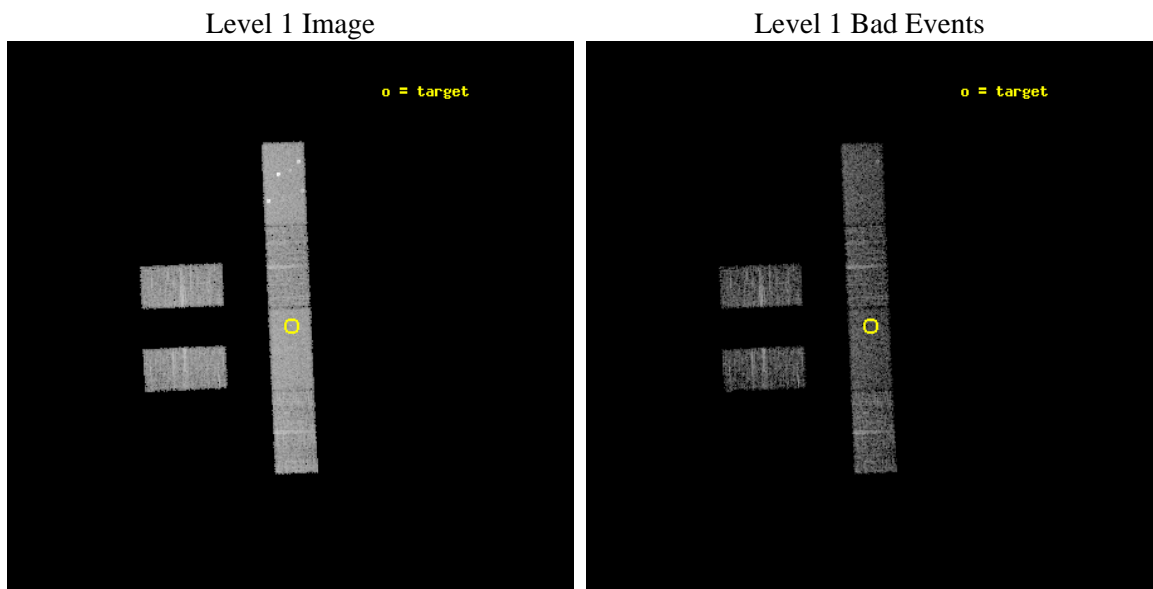 Level 1 Image
Level 1 Bad Events
o = target
o = target